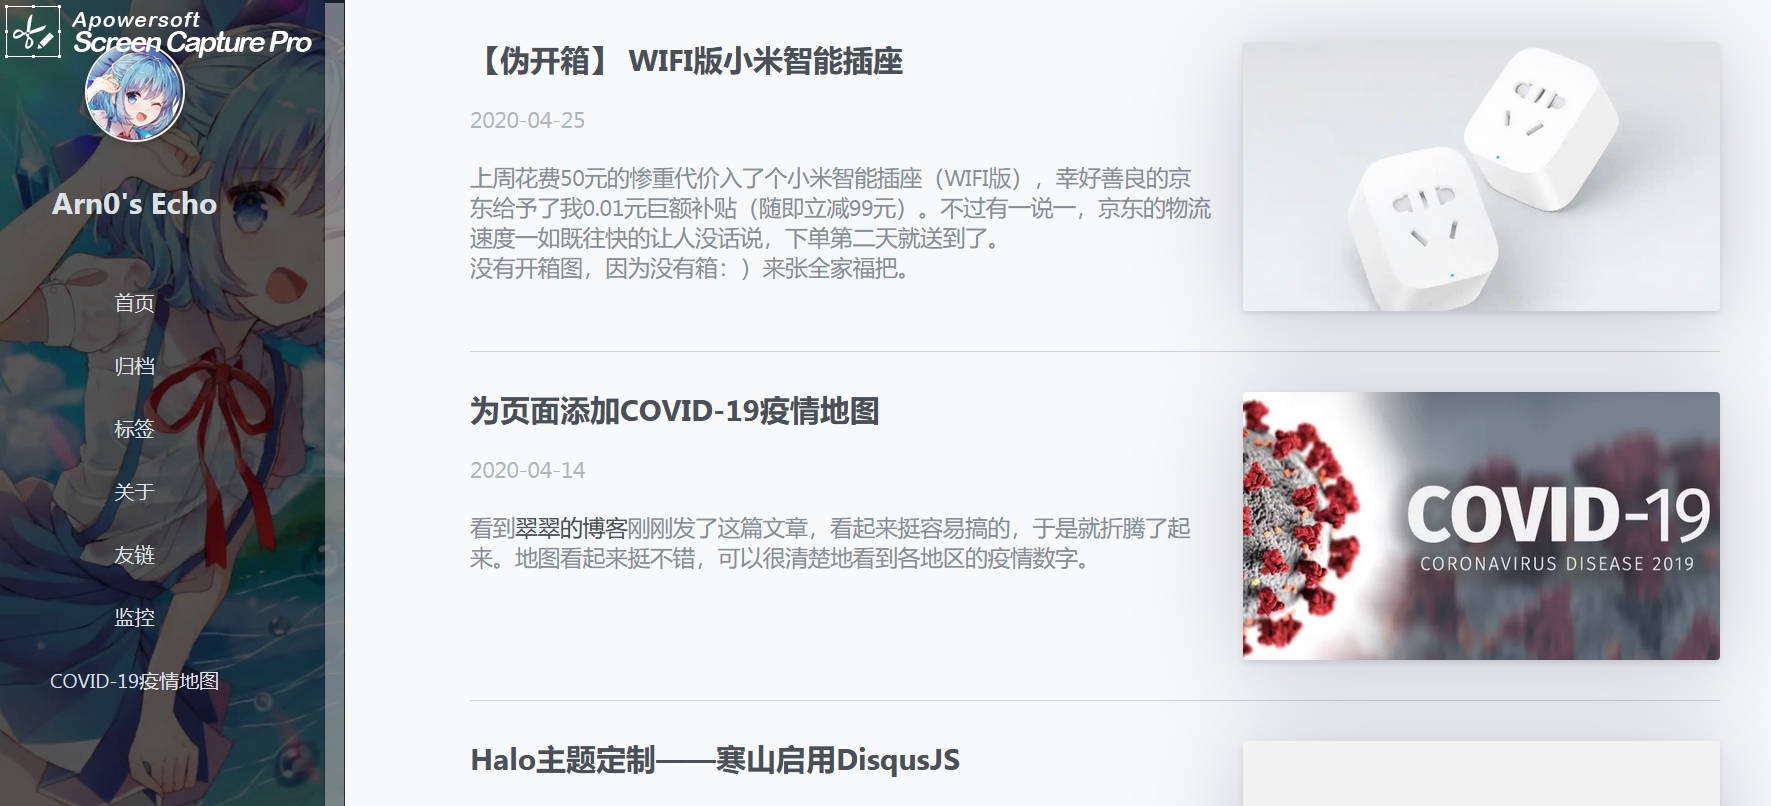 Apowersoft
Screen Capture Pro
Arn0's Echo
首页
归档
标签
关于
友链
监控
COVID-19疫情地图
【伪开箱】 WIFI版小米智能插座
2020-04-25
上周花费50元的惨重代价入了个小米智能插座（WIFI版），幸好善良的京
东给予了我0.01元巨额补贴（随即立减99元）。不过有一说一，京东的物流
速度一如既往快的让人没话说，下单第二天就送到了。
没有开箱图，因为没有箱：）来张全家福把。
为页面添加COVID-19疫情地图
2020-04-14
看到翠翠的博客刚刚发了这篇文章，看起来挺容易搞的，于是就折腾了起
来。地图看起来挺不错，可以很清楚地看到各地区的疫情数字。
COVID-19
CORONAVIRUS DISEASE 2019
Halo主题定制——寒山启用DisqusJS